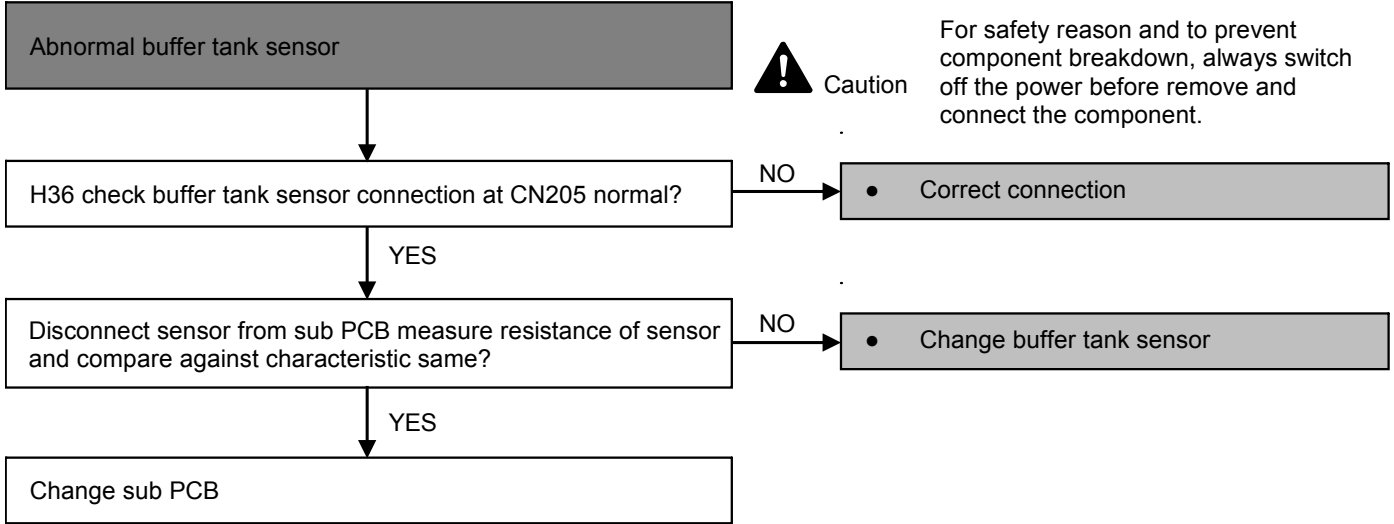 Abnormal buffer tank sensor
Caution
For safety reason and to prevent
component breakdown, always switch
off the power before remove and
connect the component.
H36 check buffer tank sensor connection at CN205 normal?
NO
● Correct connection
YES
Disconnect sensor from sub PCB measure resistance of sensor
and compare against characteristic same?
NO
● Change buffer tank sensor
YES
Change sub PCB